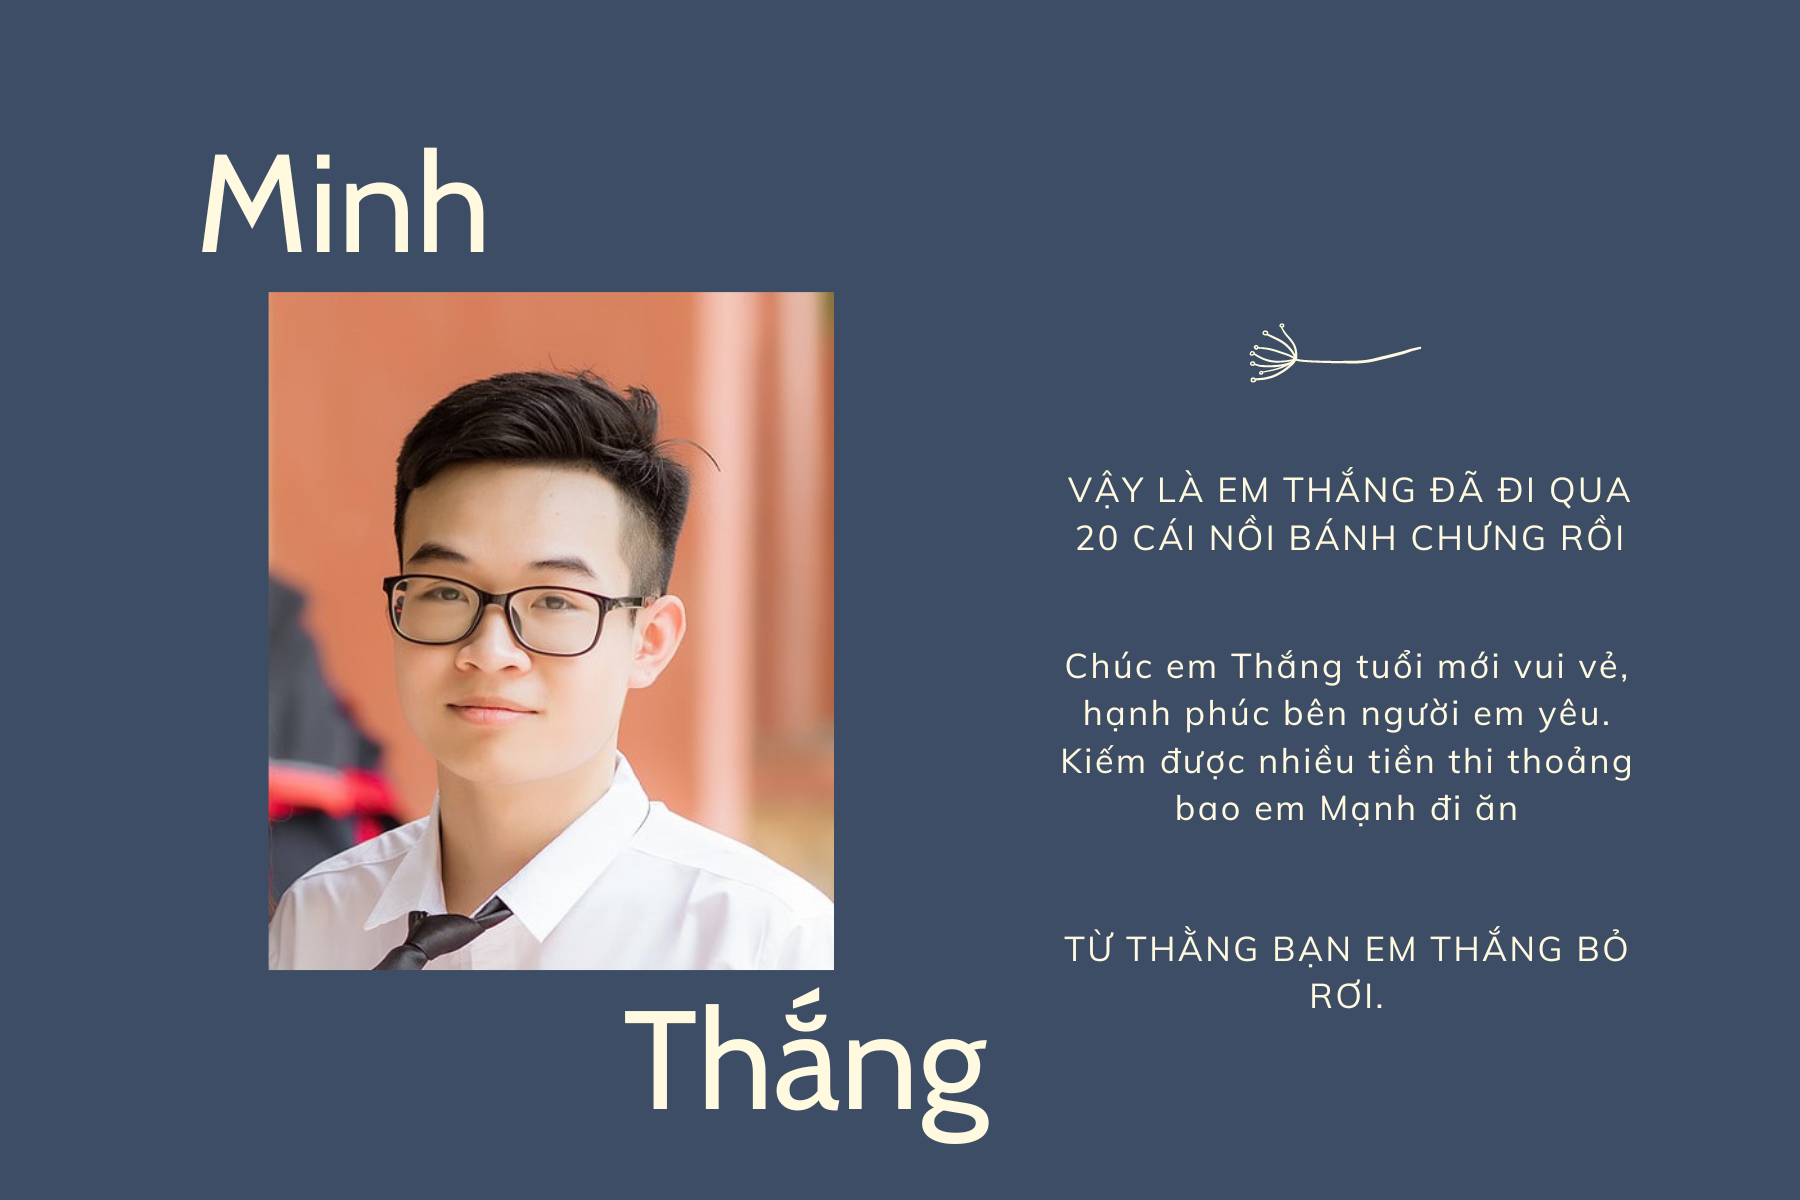 Minh
VẬY LÀ EM THẮNG ĐÃ ĐI QUA
20 CÁI NỒI BÁNH CHƯNG RỒI
Chúc em Thắng tuổi mới vui vẻ,
hạnh phúc bên người em yêu.
Kiếm được nhiều tiền thi thoảng
bao em Mạnh đi ăn
TỪ THẰNG BẠN EM THẮNG BỎ
RƠI.
Thắng